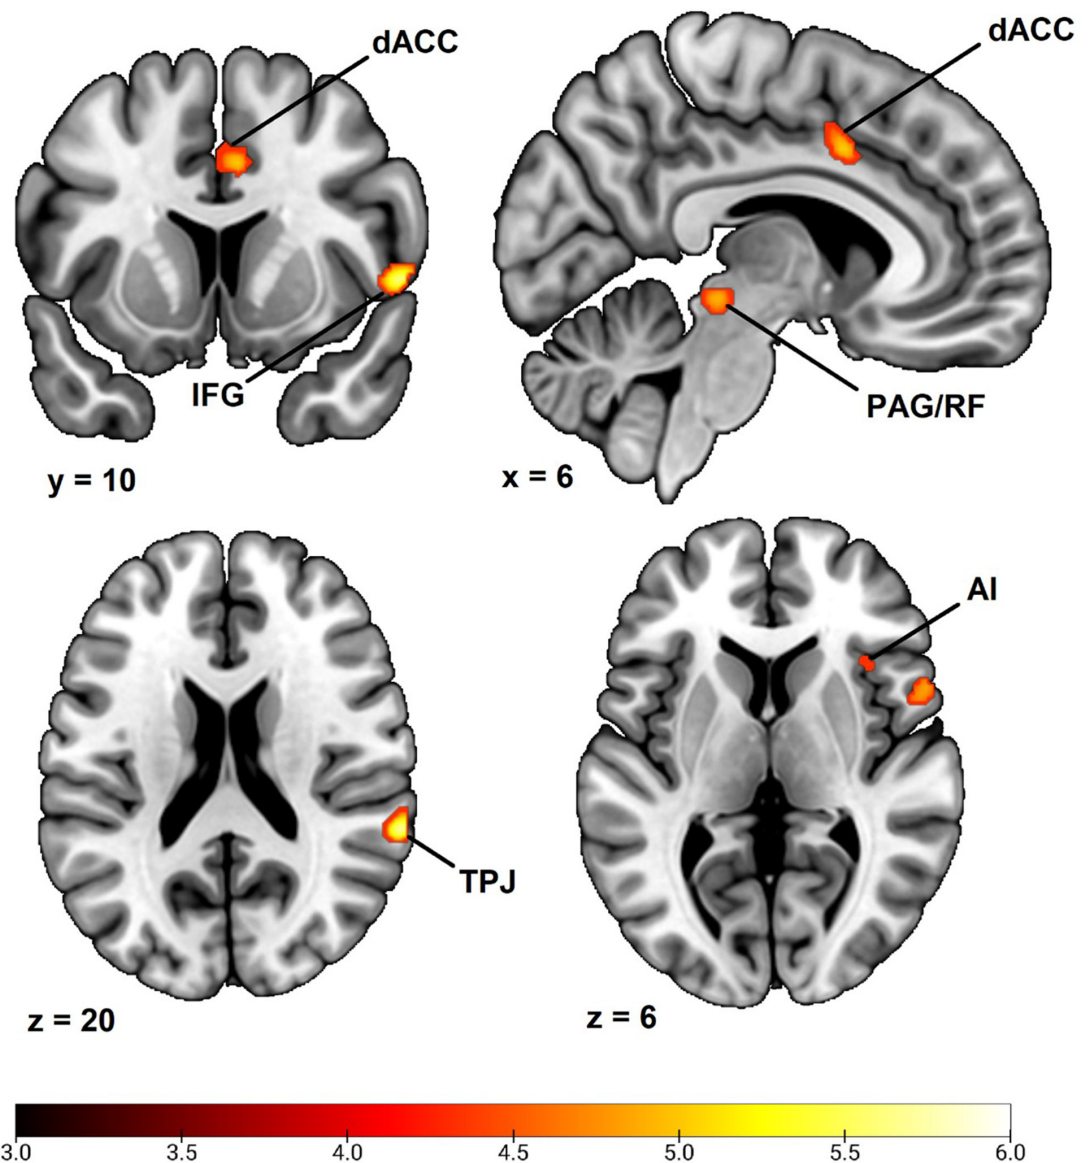 dACC
dACC
IFG
PAG/RF
y = 10
x = 6
AI
TPJ
z = 20
z = 6
3.0 3.5 4.0 4.5 5.0 5.5 6.0